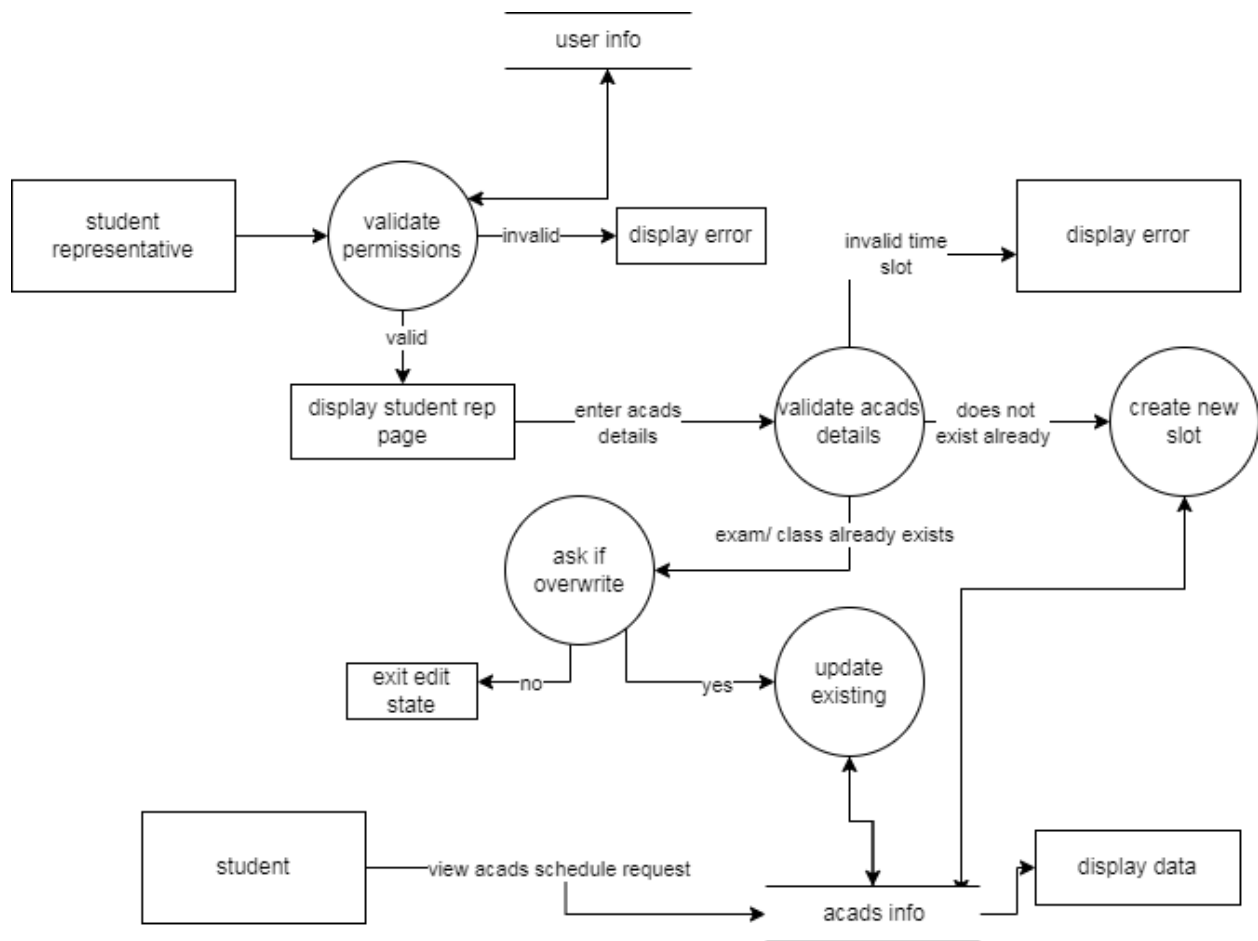 user info
student
representative
validate
permissions
invalid
display error
invalid time
slot
display error
valid
display student rep
page
enter acads
details
validate acads
details
does not
exist already
create new
slot
exam/ class already exists
ask if
overwrite
exit edit
state
no
yes
update
existing
student
view acads schedule request
acads info
display data